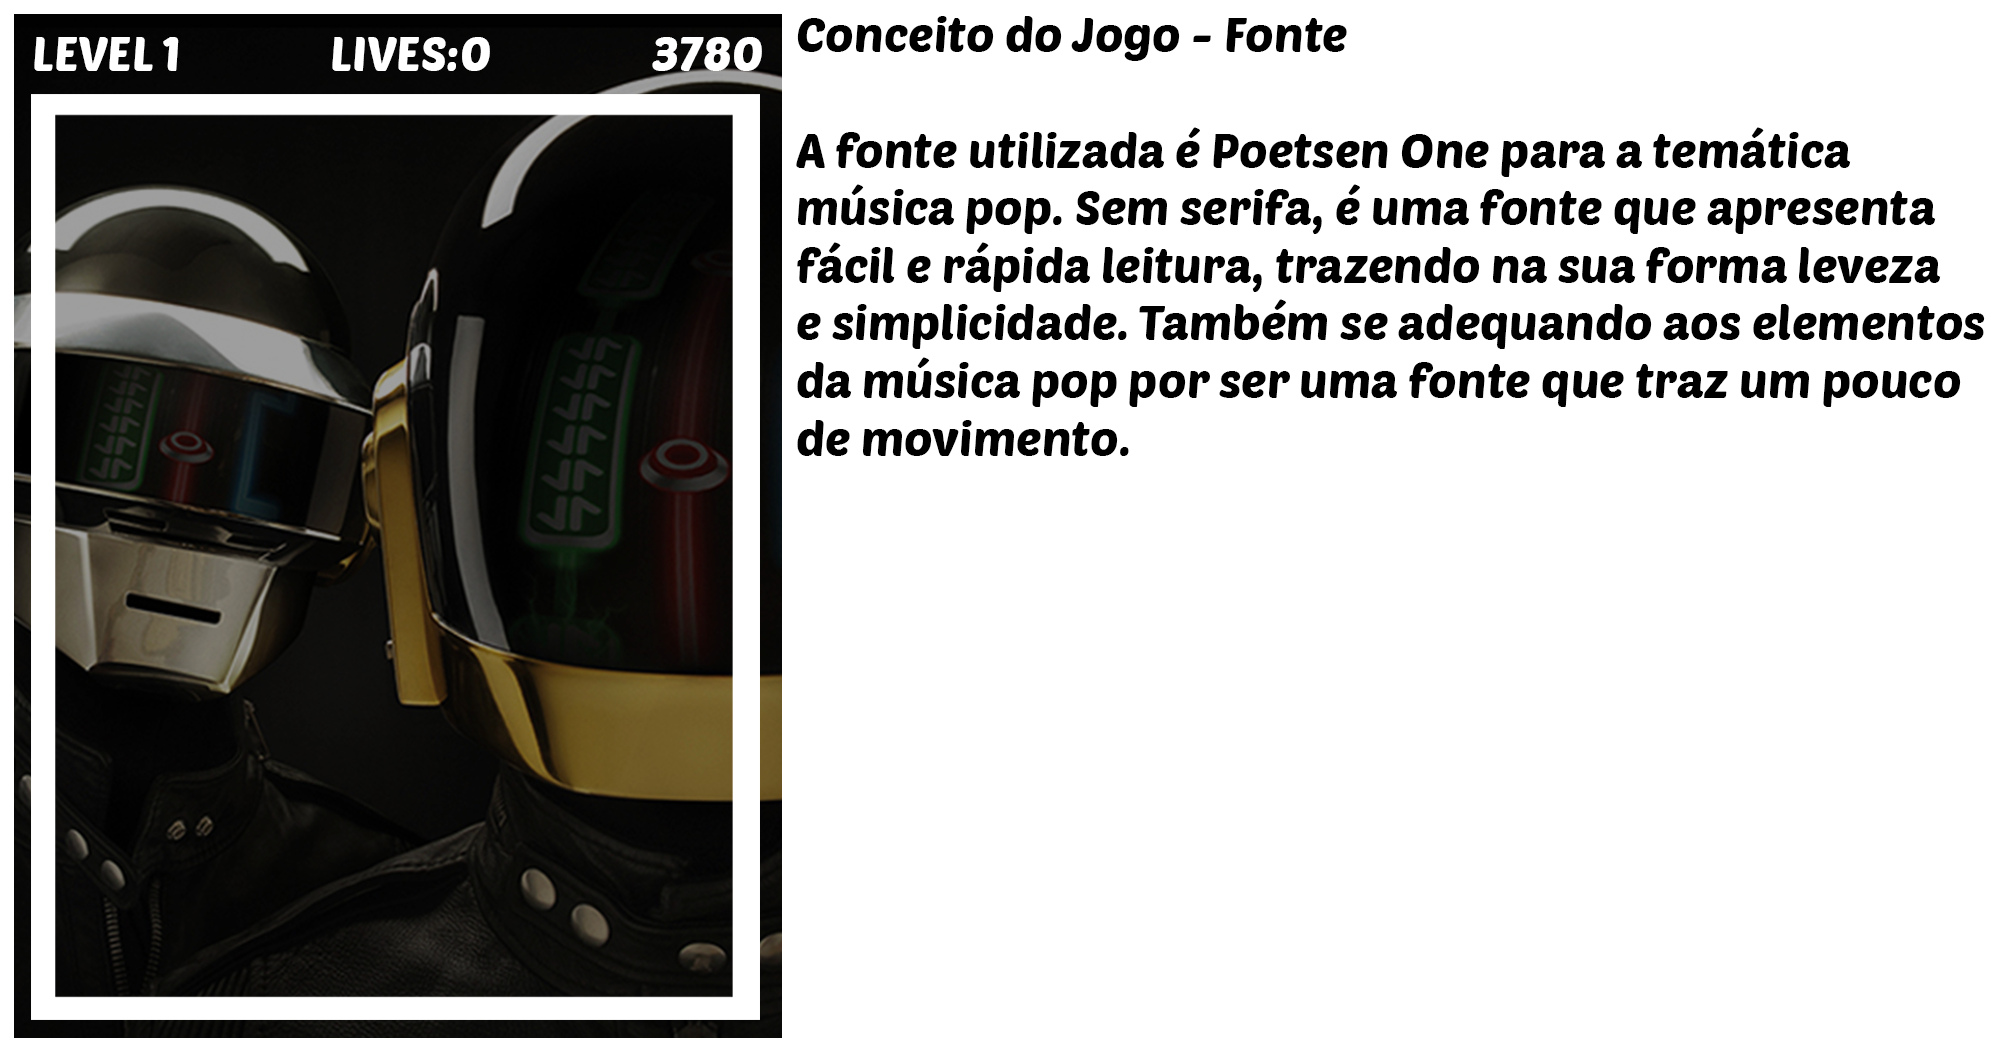 LEVEL 1 LIVES:0 3780
Conceito do Jogo - Fonte
A fonte utilizada é Poetsen One para a temática
música pop. Sem serifa, é uma fonte que apresenta
fácil e rápida leitura, trazendo na sua forma leveza
e simplicidade. Também se adequando aos elementos
da música pop por ser uma fonte que traz um pouco
de movimento.